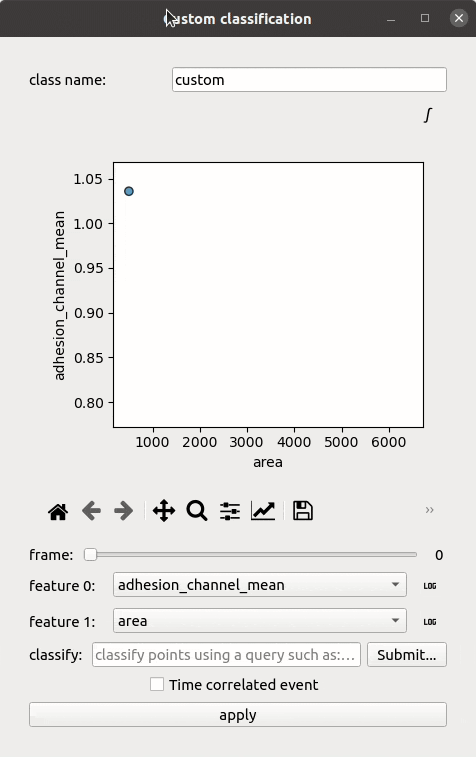 Custom classification
class name: custom
∫
1.05
1.00
0.95
0.90
0.85
0.80
adhesion_channel_mean
1000 2000 3000 4000 5000 6000
area
»
frame: 0
feature 0: adhesion_channel_mean LOG
feature 1: area LOG
classify: classify points using a query such as:... Submit...
Time correlated event
apply